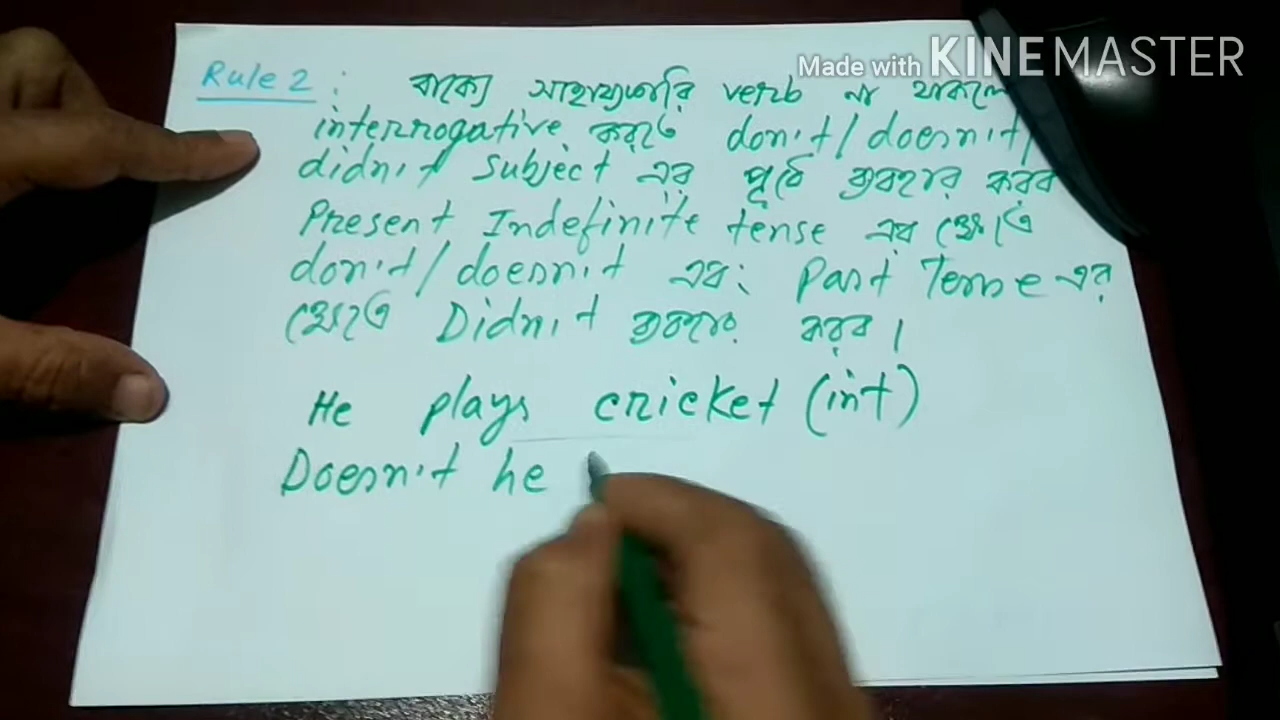 Made with KINEMASTER
Rule 2 : বাক্যে সাহায্যকারি verb না থাকলে
interrogative করতে don't/doesn't/
didn't subject এর পূর্বে ব্যবহার করব
Present Indefinite tense এর ক্ষেত্রে
don't/doesn't এবং Past Tense এর
ক্ষেত্রে Didn't ব্যবহার করব।
He plays cricket (int)
Doesn't he